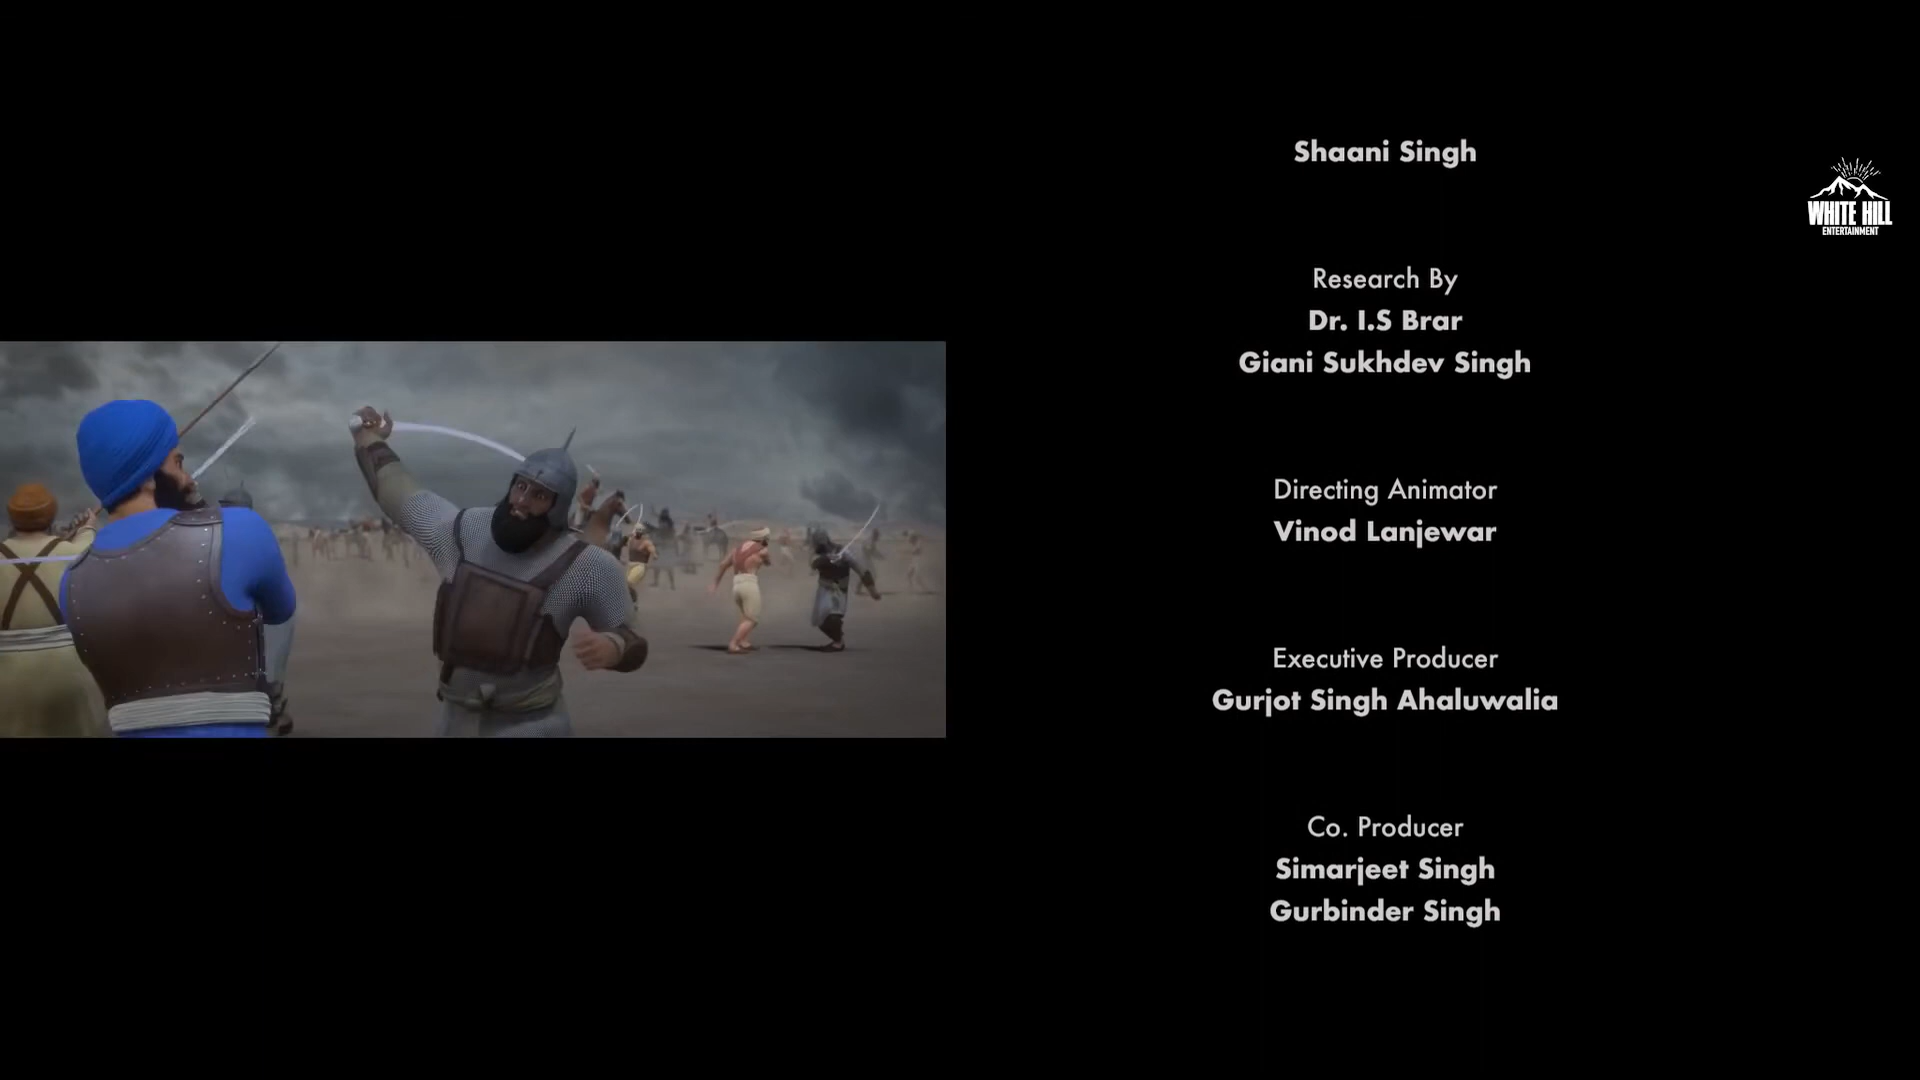 Shaani Singh
WHITE HILL
ENTERTAINMENT
Research By
Dr. I.S Brar
Giani Sukhdev Singh
Directing Animator
Vinod Lanjewar
Executive Producer
Gurjot Singh Ahaluwalia
Co. Producer
Simarjeet Singh
Gurbinder Singh